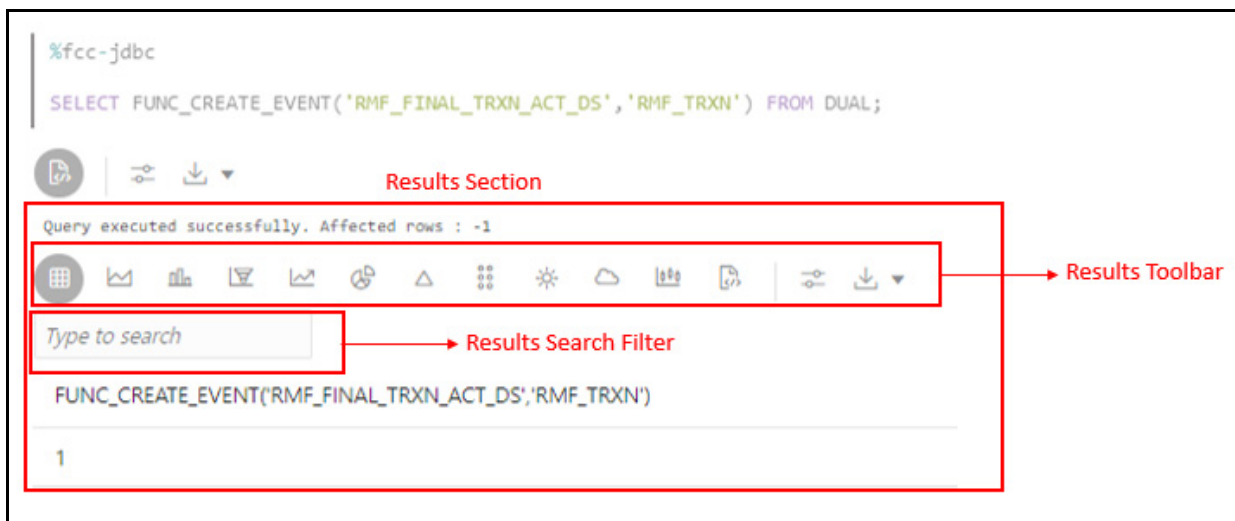 %fcc-jdbc
SELECT FUNC_CREATE_EVENT('RMF_FINAL_TRXN_ACT_DS','RMF_TRXN') FROM DUAL;
Results Section
Query executed successfully. Affected rows : -1
Results Toolbar
Type to search
Results Search Filter
FUNC_CREATE_EVENT('RMF_FINAL_TRXN_ACT_DS','RMF_TRXN')
1